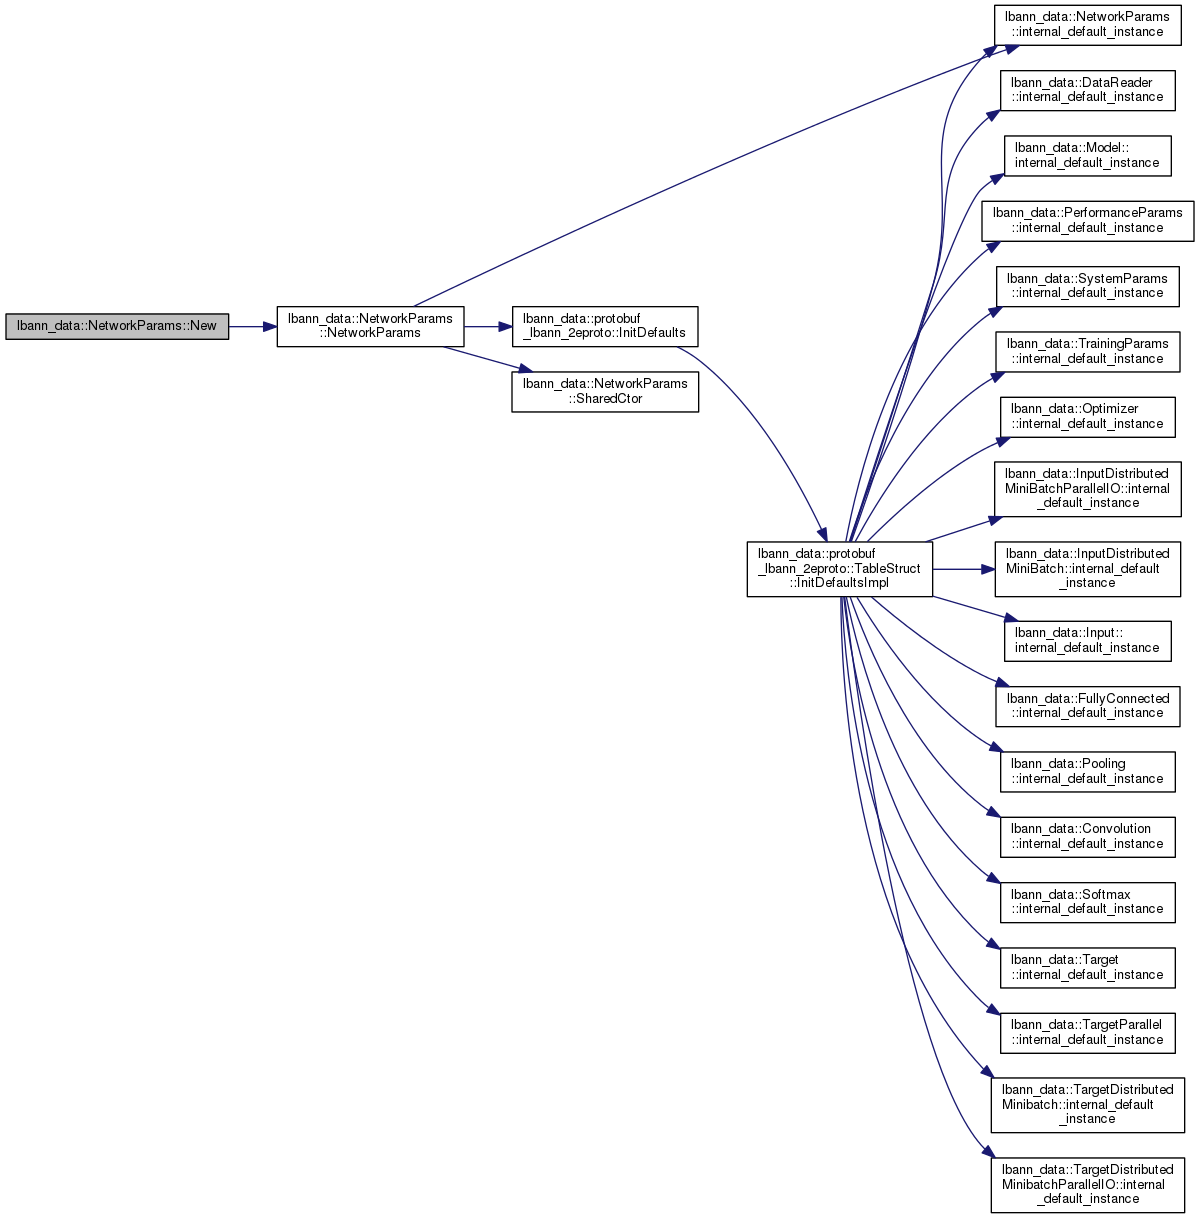 lbann_data::NetworkParams::New
lbann_data::NetworkParams
::NetworkParams
lbann_data::protobuf
_lbann_2eproto::InitDefaults
lbann_data::NetworkParams
::SharedCtor
lbann_data::protobuf
_lbann_2eproto::TableStruct
::InitDefaultsImpl
lbann_data::NetworkParams
::internal_default_instance
lbann_data::DataReader
::internal_default_instance
lbann_data::Model::
internal_default_instance
lbann_data::PerformanceParams
::internal_default_instance
lbann_data::SystemParams
::internal_default_instance
lbann_data::TrainingParams
::internal_default_instance
lbann_data::Optimizer
::internal_default_instance
lbann_data::InputDistributed
MiniBatchParallelIO::internal
_default_instance
lbann_data::InputDistributed
MiniBatch::internal_default
_instance
lbann_data::Input::
internal_default_instance
lbann_data::FullyConnected
::internal_default_instance
lbann_data::Pooling
::internal_default_instance
lbann_data::Convolution
::internal_default_instance
lbann_data::Softmax
::internal_default_instance
lbann_data::Target
::internal_default_instance
lbann_data::TargetParallel
::internal_default_instance
lbann_data::TargetDistributed
Minibatch::internal_default
_instance
lbann_data::TargetDistributed
MinibatchParallelIO::internal
_default_instance